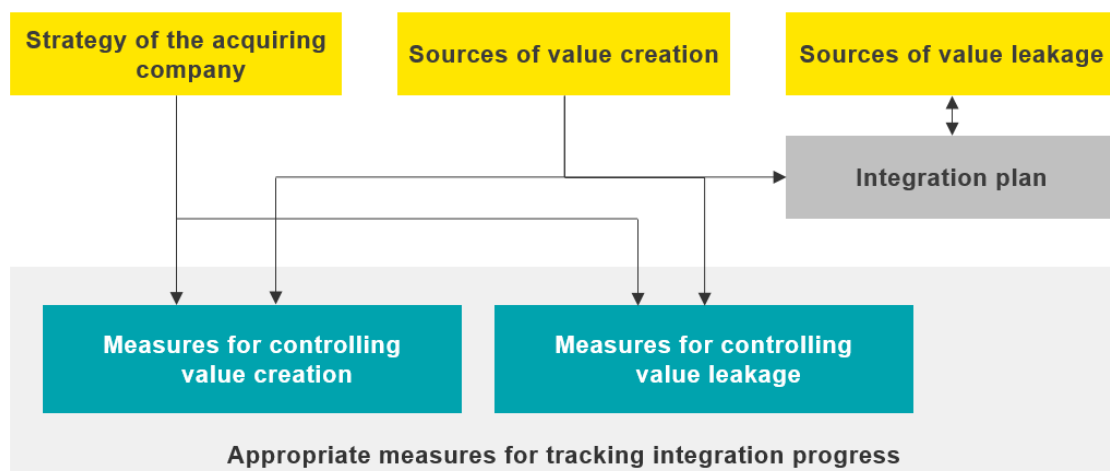 Strategy of the acquiring
company
Sources of value creation
Sources of value leakage
Integration plan
Measures for controlling
value creation
Measures for controlling
value leakage
Appropriate measures for tracking integration progress